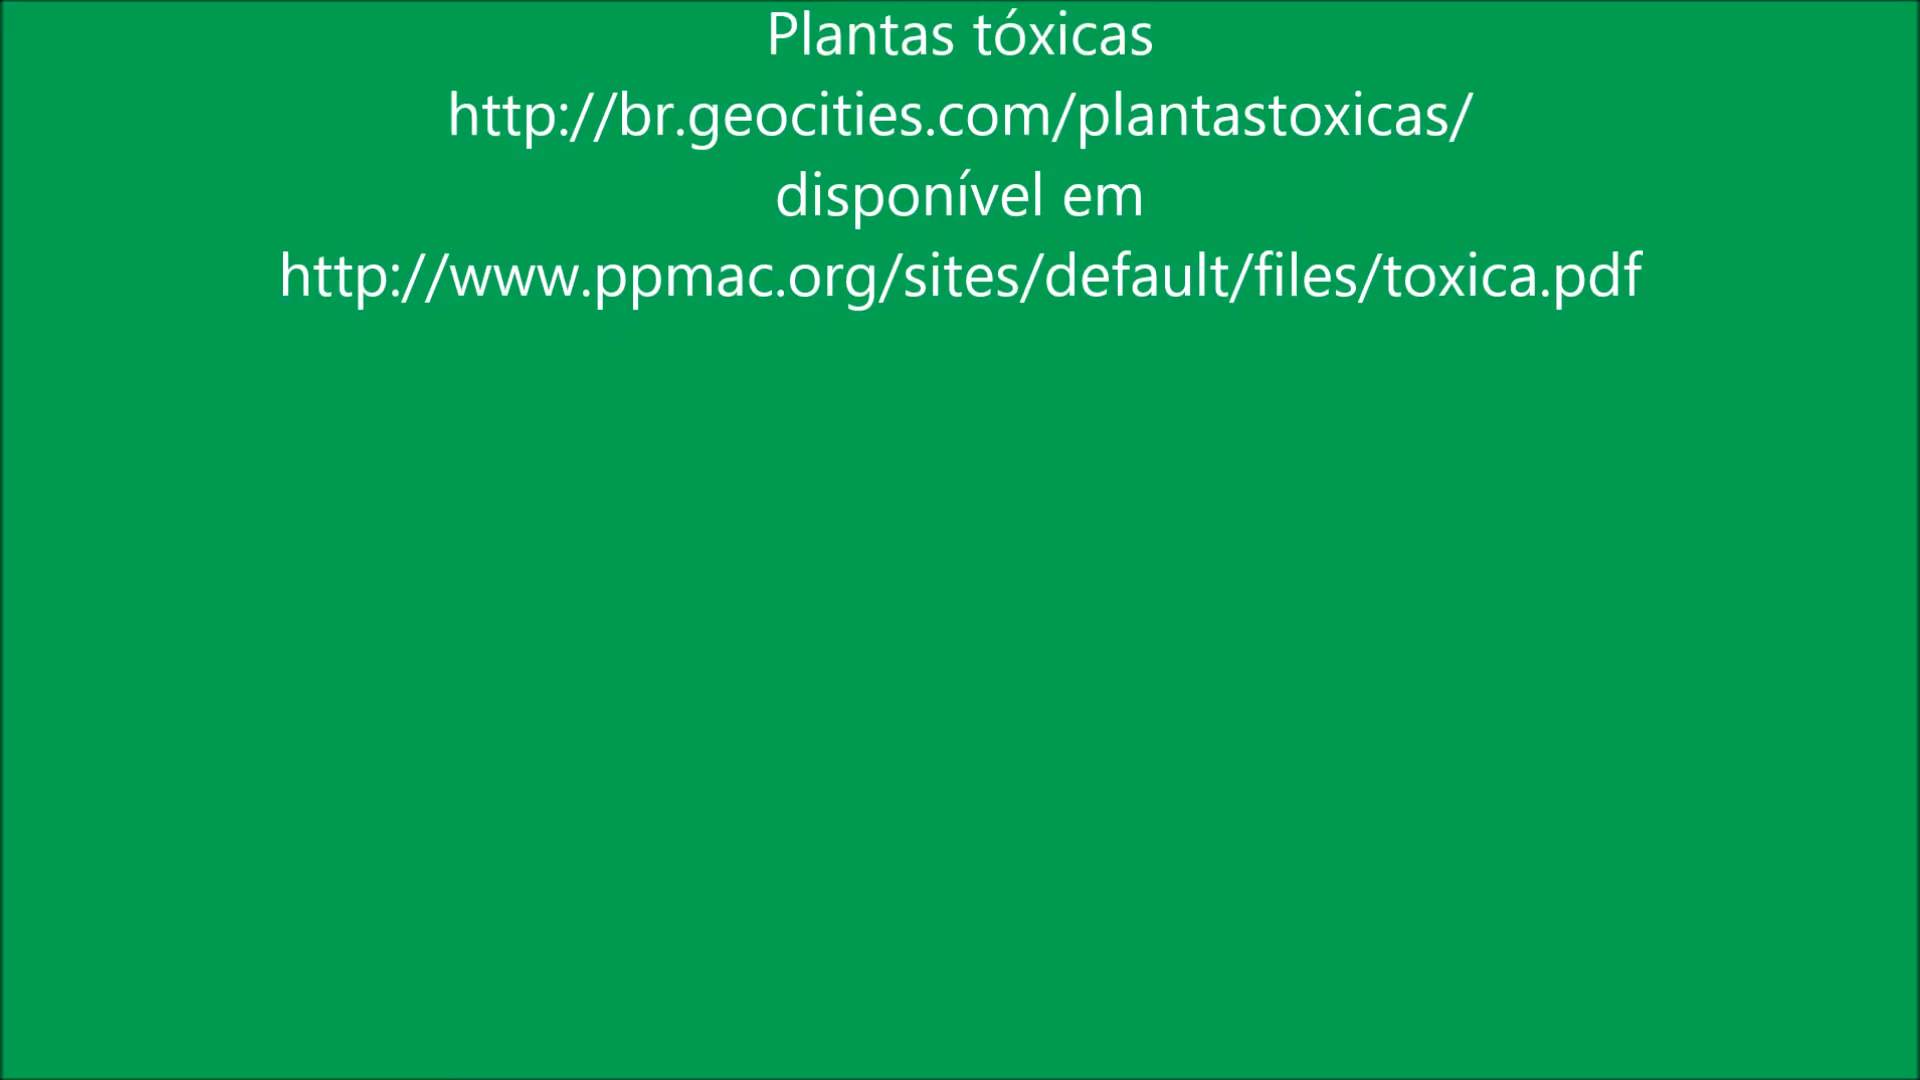 Plantas tóxicas
http://br.geocities.com/plantastoxicas/
disponível em
http://www.ppmac.org/sites/default/files/toxica.pdf